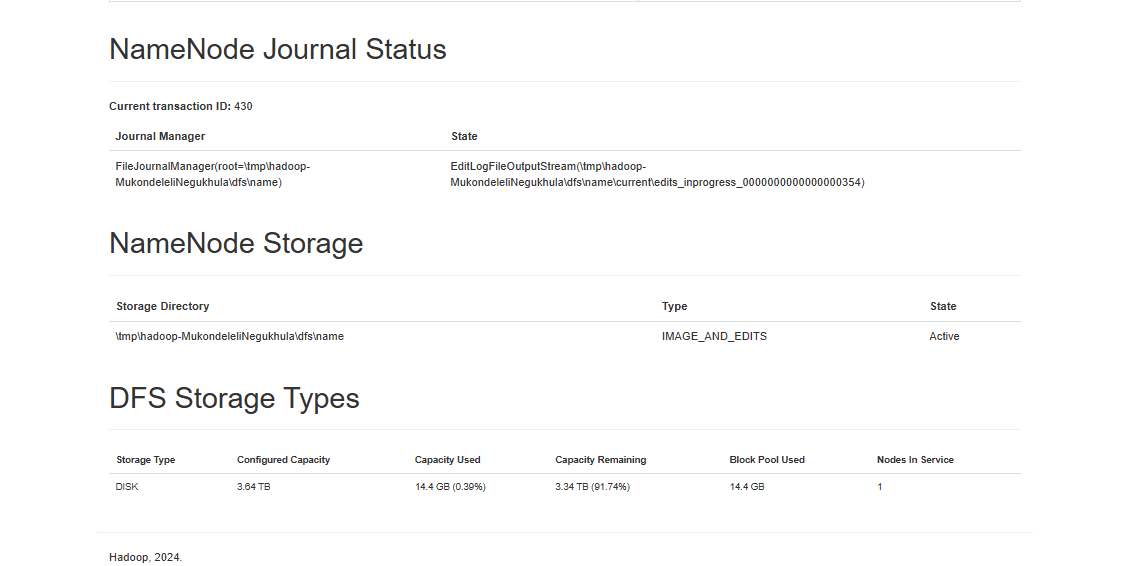 NameNode Journal Status
Current transaction ID: 430
Journal Manager State
FileJournalManager(root=\tmp\hadoop- EditLogFileOutputStream(\tmp\hadoop-
MukondeleliNegukhula\dfs\name) MukondeleliNegukhula\dfs\name\current\edits_inprogress_0000000000000000354)
NameNode Storage
Storage Directory Type State
\tmp\hadoop-MukondeleliNegukhula\dfs\name IMAGE_AND_EDITS Active
DFS Storage Types
Storage Type Configured Capacity Capacity Used Capacity Remaining Block Pool Used Nodes In Service
DISK 3.64 TB 14.4 GB (0.39%) 3.34 TB (91.74%) 14.4 GB 1
Hadoop, 2024.